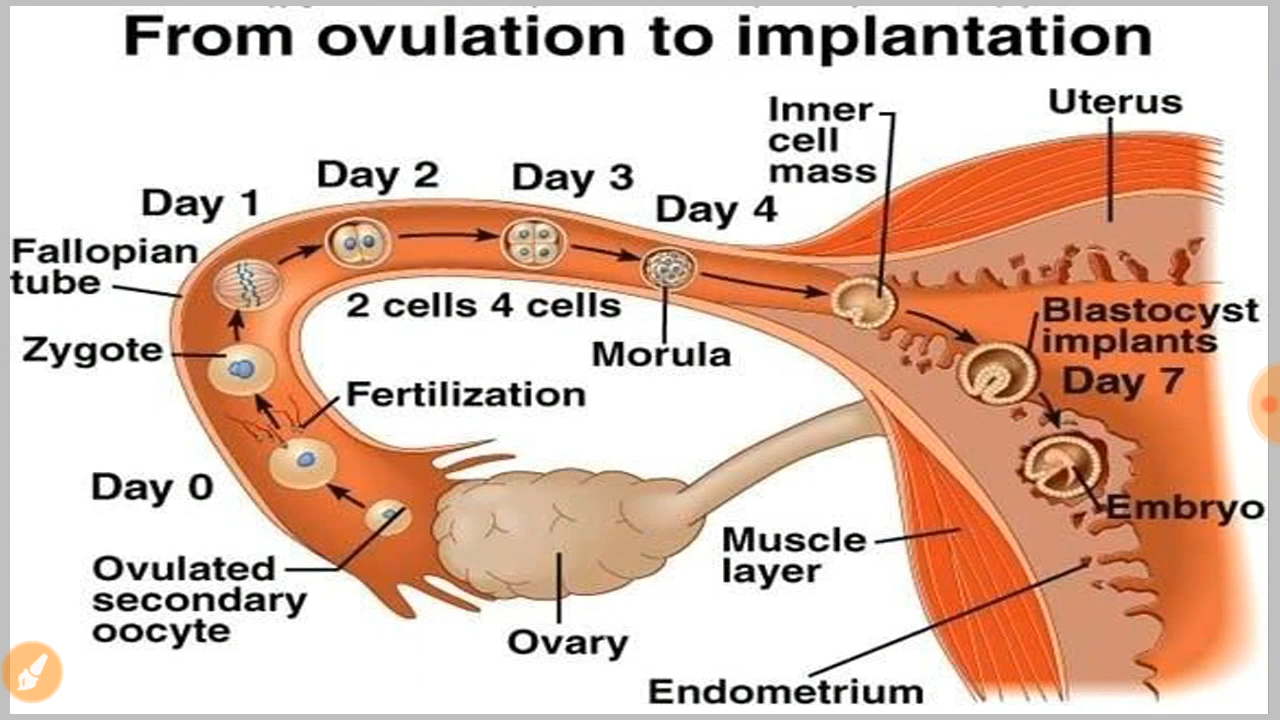 From ovulation to implantation
Inner
cell
mass
Uterus
Day 1
Day 2
Day 3
Day 4
Fallopian
tube
2 cells 4 cells
Blastocyst
implants
Day 7
Zygote
Morula
Fertilization
Day 0
Embryo
Ovulated
secondary
oocyte
Muscle
layer
Ovary
Endometrium